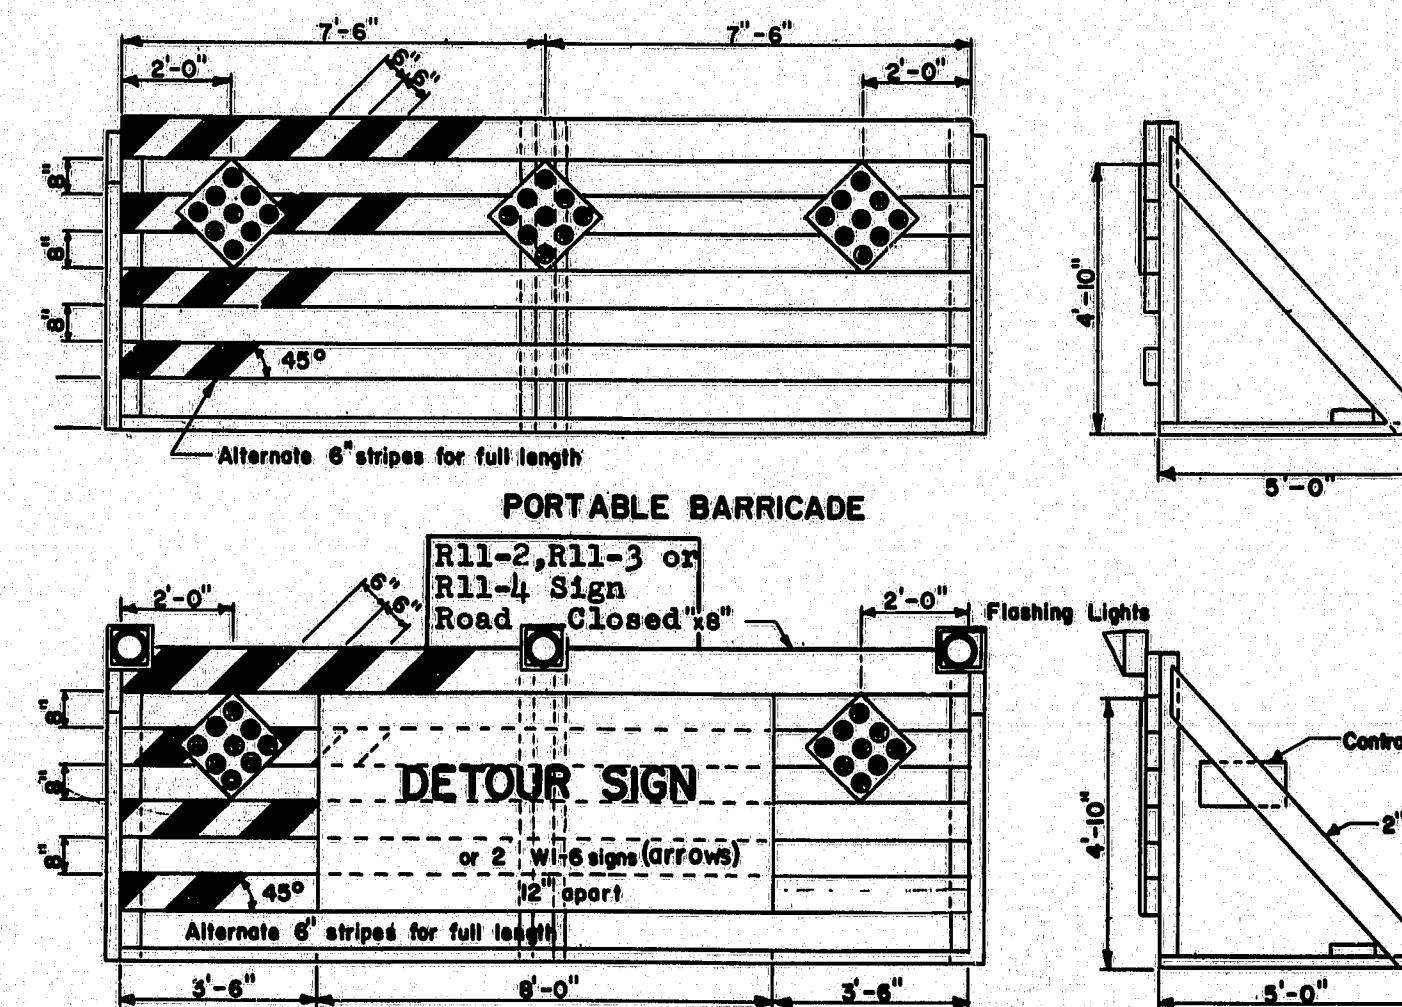 7'-6"
7"-6"
2'-0"
6"
6"
2'-0"
8"
8"
8"
4'-10"
45°
Alternate 6" stripes for full length
5'-0"
PORTABLE BARRICADE
R11-2,R11-3 or
R11-4 Sign
Road Closed "x8"
2'-0"
6"
6"
2'-0"
Flashing Lights
8"
8"
8"
DETOUR SIGN
Contro
4'-10"
2"
or 2 WI-6 signs (arrows)
12" apart
45°
Alternate 6" stripes for full length
3'-6"
8'-0"
3'-6"
5'-0"